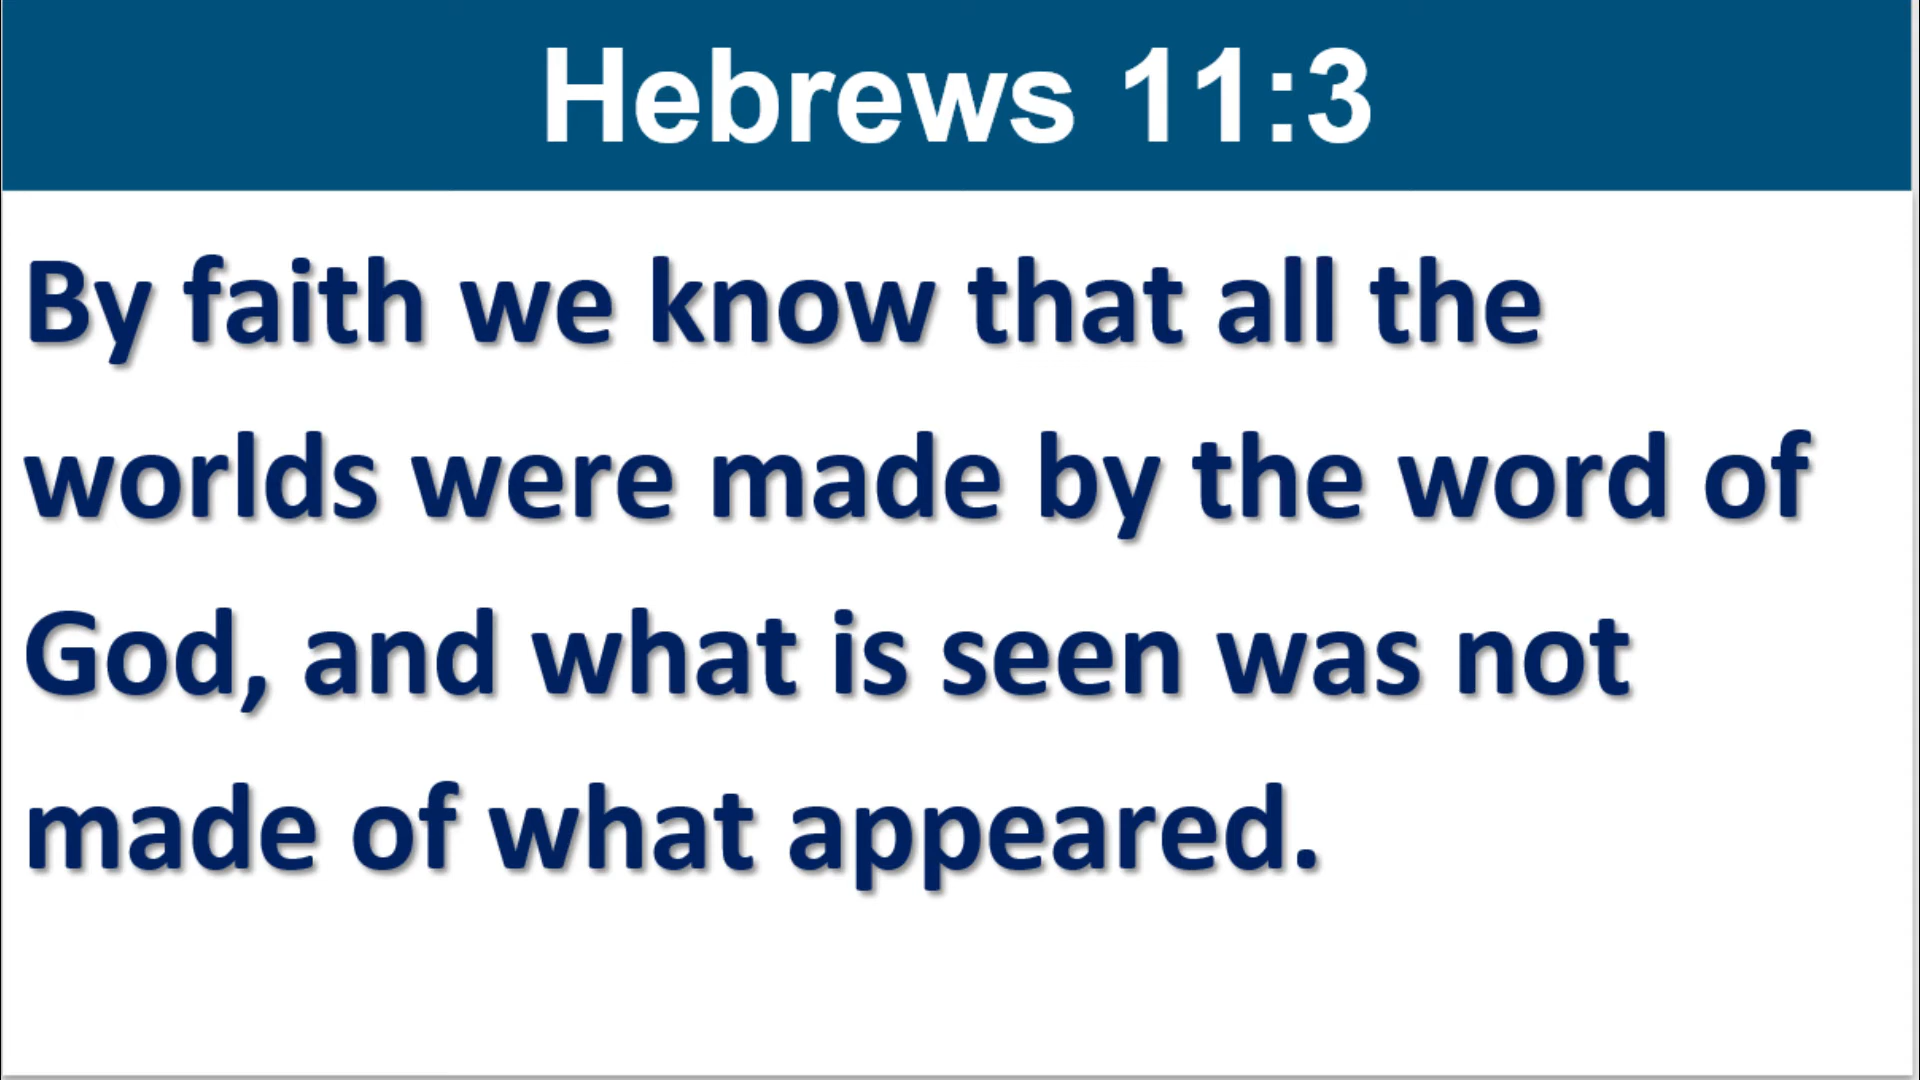 Hebrews 11:3
By faith we know that all the
worlds were made by the word of
God, and what is seen was not
made of what appeared.